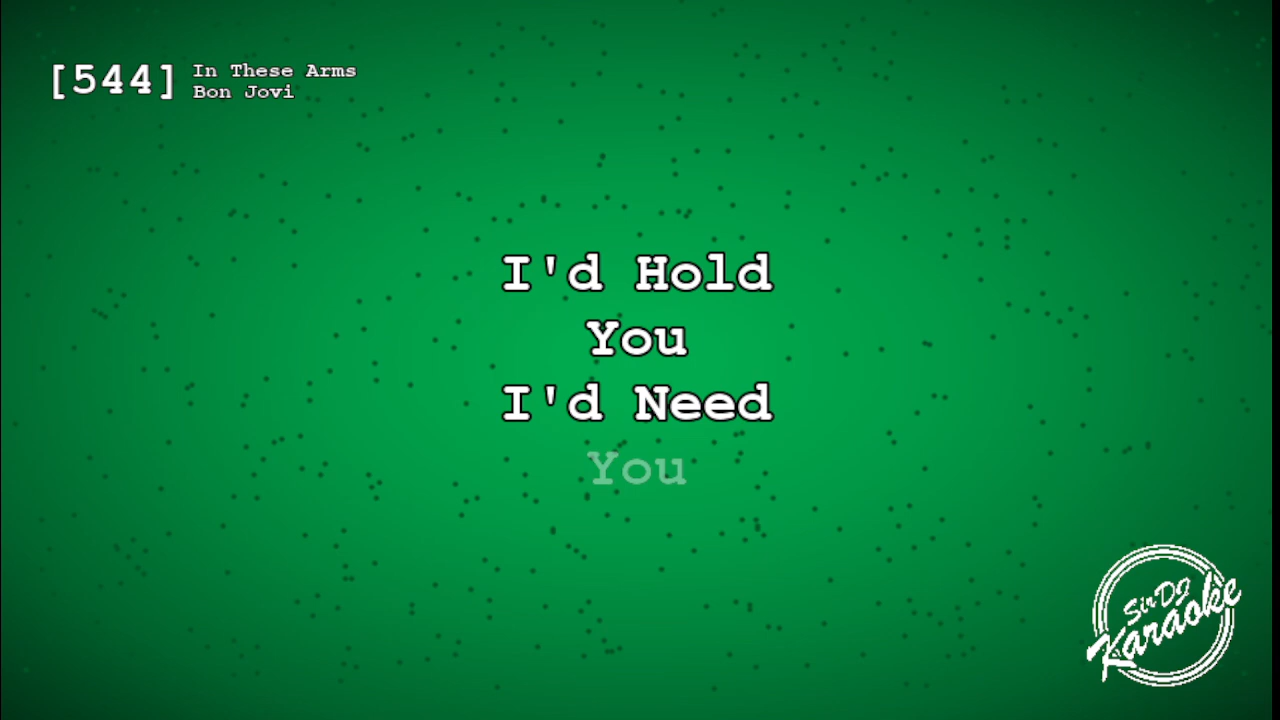 [544] In These Arms
Bon Jovi
I'd Hold
You
I'd Need
You
Sir DJ
Karaoke